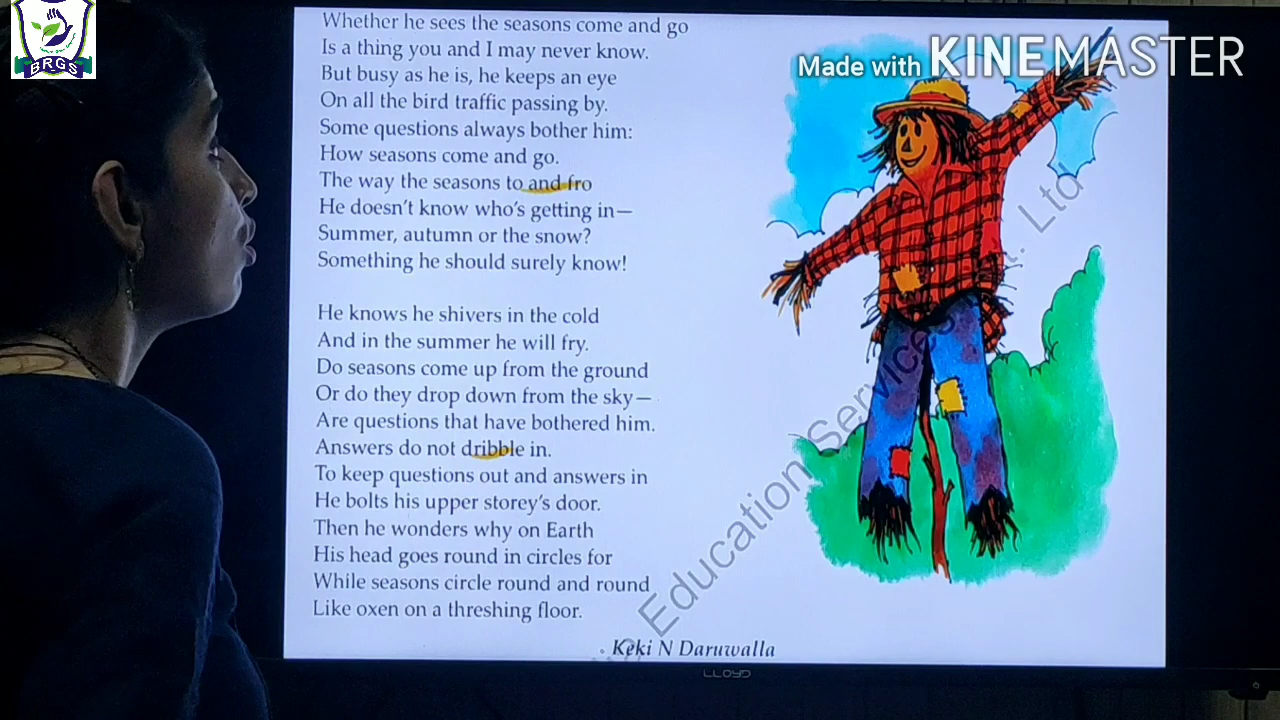 BRGS
Made with KINEMASTER
Whether he sees the seasons come and go
Is a thing you and I may never know.
But busy as he is, he keeps an eye
On all the bird traffic passing by.
Some questions always bother him:
How seasons come and go.
The way the seasons to and fro
He doesn't know who's getting in—
Summer, autumn or the snow?
Something he should surely know!
He knows he shivers in the cold
And in the summer he will fry.
Do seasons come up from the ground
Or do they drop down from the sky—
Are questions that have bothered him.
Answers do not dribble in.
To keep questions out and answers in
He bolts his upper storey's door.
Then he wonders why on Earth
His head goes round in circles for
While seasons circle round and round
Like oxen on a threshing floor.
Keki N Daruwalla
Education Services Ltd
LLOYD